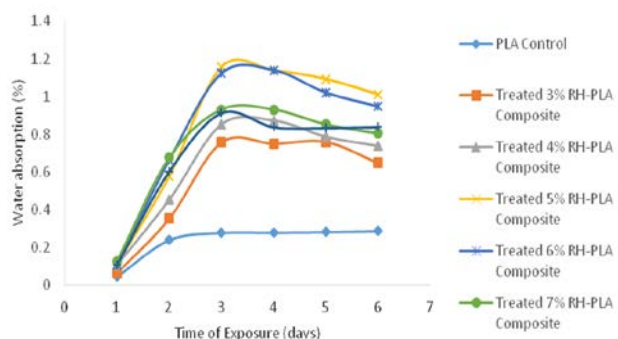 1.4
1.2
1
0.8
0.6
0.4
0.2
0
0 1 2 3 4 5 6 7
Water absorption (%)
Time of Exposure (days)
PLA Control
Treated 3% RH-PLA
Composite
Treated 4% RH-PLA
Composite
Treated 5% RH-PLA
Composite
Treated 6% RH-PLA
Composite
Treated 7% RH-PLA
Composite